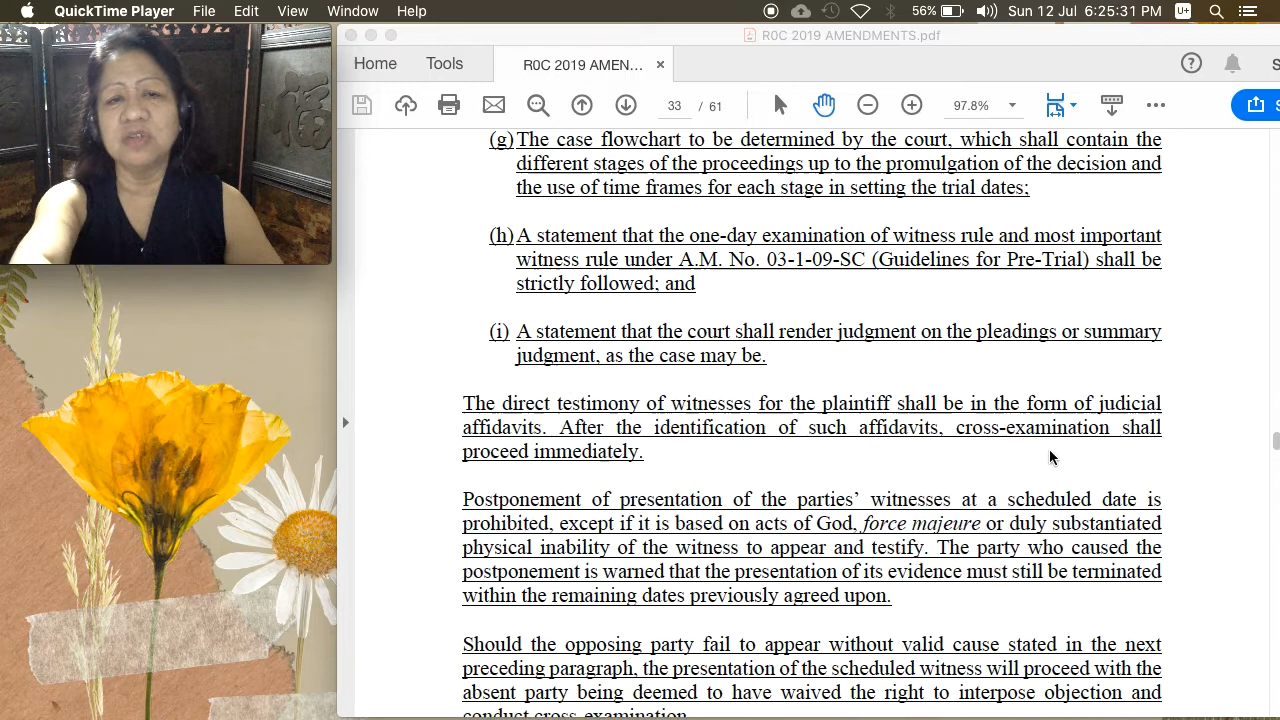 QuickTime Player File Edit View Window Help 56% Sun 12 Jul 6:25:31 PM U+
R0C 2019 AMENDMENTS.pdf
Home Tools R0C 2019 AMEN... × ? S
33 / 61 97.8% S
福
(g) The case flowchart to be determined by the court, which shall contain the
different stages of the proceedings up to the promulgation of the decision and
the use of time frames for each stage in setting the trial dates;
(h) A statement that the one-day examination of witness rule and most important
witness rule under A.M. No. 03-1-09-SC (Guidelines for Pre-Trial) shall be
strictly followed; and
(i) A statement that the court shall render judgment on the pleadings or summary
judgment, as the case may be.
The direct testimony of witnesses for the plaintiff shall be in the form of judicial
affidavits. After the identification of such affidavits, cross-examination shall
proceed immediately.
Postponement of presentation of the parties’ witnesses at a scheduled date is
prohibited, except if it is based on acts of God, force majeure or duly substantiated
physical inability of the witness to appear and testify. The party who caused the
postponement is warned that the presentation of its evidence must still be terminated
within the remaining dates previously agreed upon.
Should the opposing party fail to appear without valid cause stated in the next
preceding paragraph, the presentation of the scheduled witness will proceed with the
absent party being deemed to have waived the right to interpose objection and
conduct cross-examination.